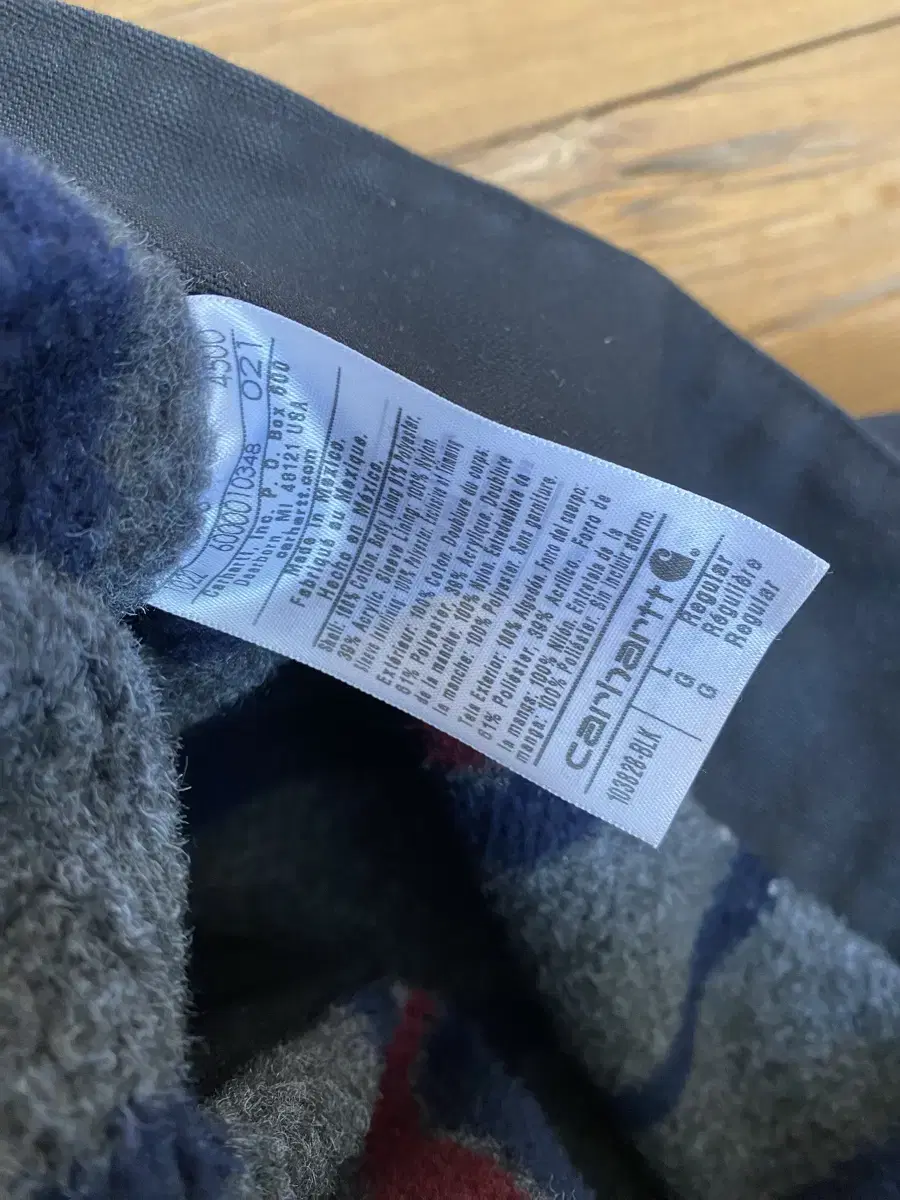 4500
021
6000010348
022
Carhartt, Inc. P. O. Box 600
Dearborn, MI 48121 USA
carhartt.com
Made in Mexico.
Fabriqué au Mexique.
Hecho en México.
Shell: 100% Cotton. Body Lining 61% Polyester,
39% Acrylic. Sleeve Lining: 100% Nylon.
Sleeve Interlining: 100% Polyester. Exclusive of Trimming
Extérieur: 100% Coton. Doublure du corps:
61% Polyester, 39% Acrylique. Doublure
de la manche: 100% Nylon. Entredoublure de
la manche: 100% Polyester. Sans garniture.
Tela Exterior: 100% Algodón. Forro del cuerpo:
61% Poliéster, 39% Acrílico. Forro de
la manga: 100% Nilón. Entretela de la
manga: 100% Poliéster. Sin incluir adorno.
carhartt
103828-BLK
L Regular
G Régulière
G Regular